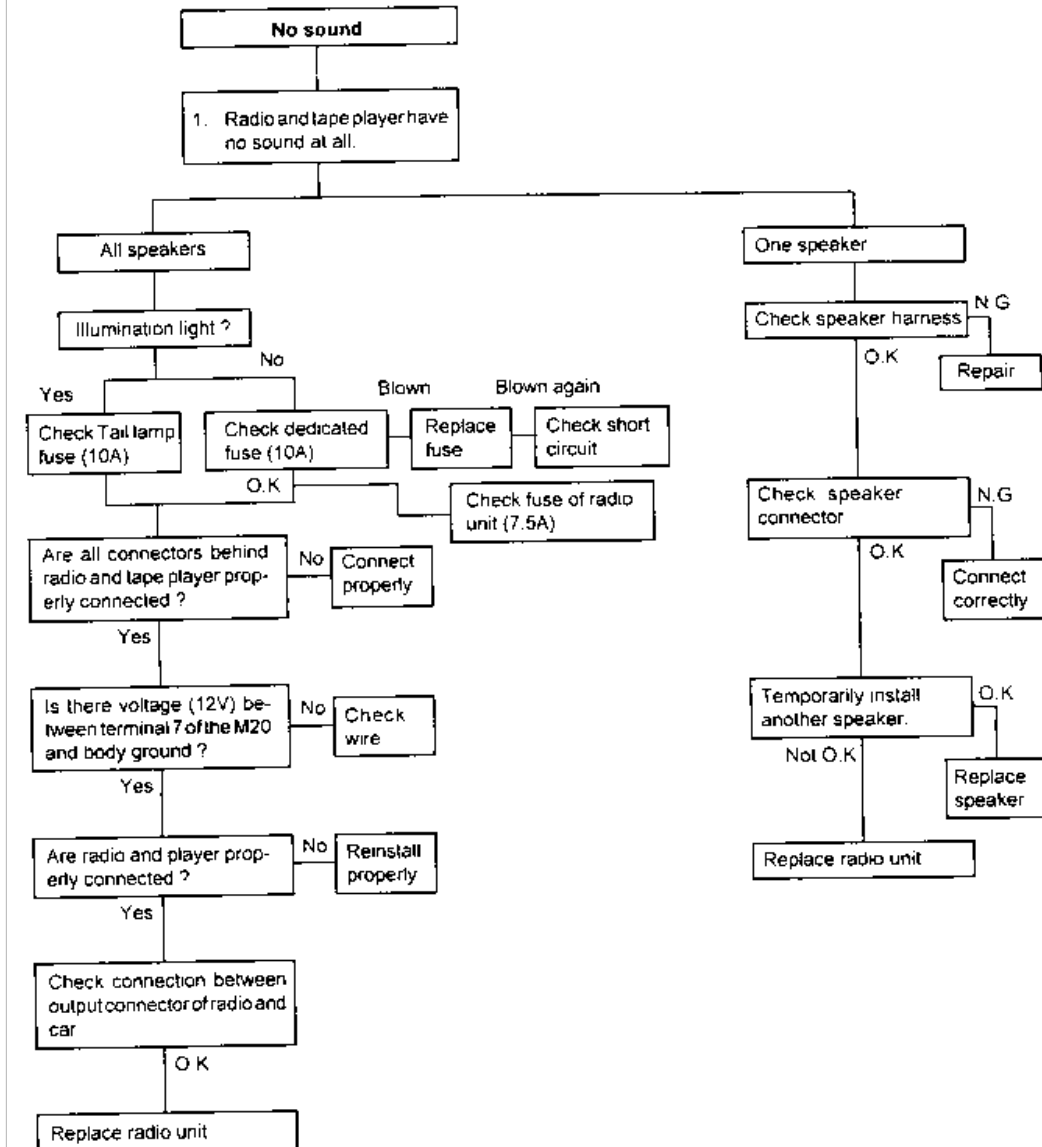 No sound
1. Radio and tape player have
no sound at all.
All speakers
One speaker
Illumination light ?
Check speaker harness
N.G
O.K
Repair
Yes
No
Check Tail lamp
fuse (10A)
Check dedicated
fuse (10A)
Blown
Replace
fuse
Blown again
Check short
circuit
O.K
Check fuse of radio
unit (7.5A)
Check speaker
connector
N.G
O.K
Connect
correctly
Are all connectors behind
radio and tape player prop-
erly connected ?
No
Connect
properly
Yes
Is there voltage (12V) be-
tween terminal 7 of the M20
and body ground ?
No
Check
wire
Yes
Temporarily install
another speaker.
O.K
Not O.K
Replace
speaker
Replace radio unit
Are radio and player prop-
erly connected ?
No
Reinstall
properly
Yes
Check connection between
output connector of radio and
car
O K
Replace radio unit